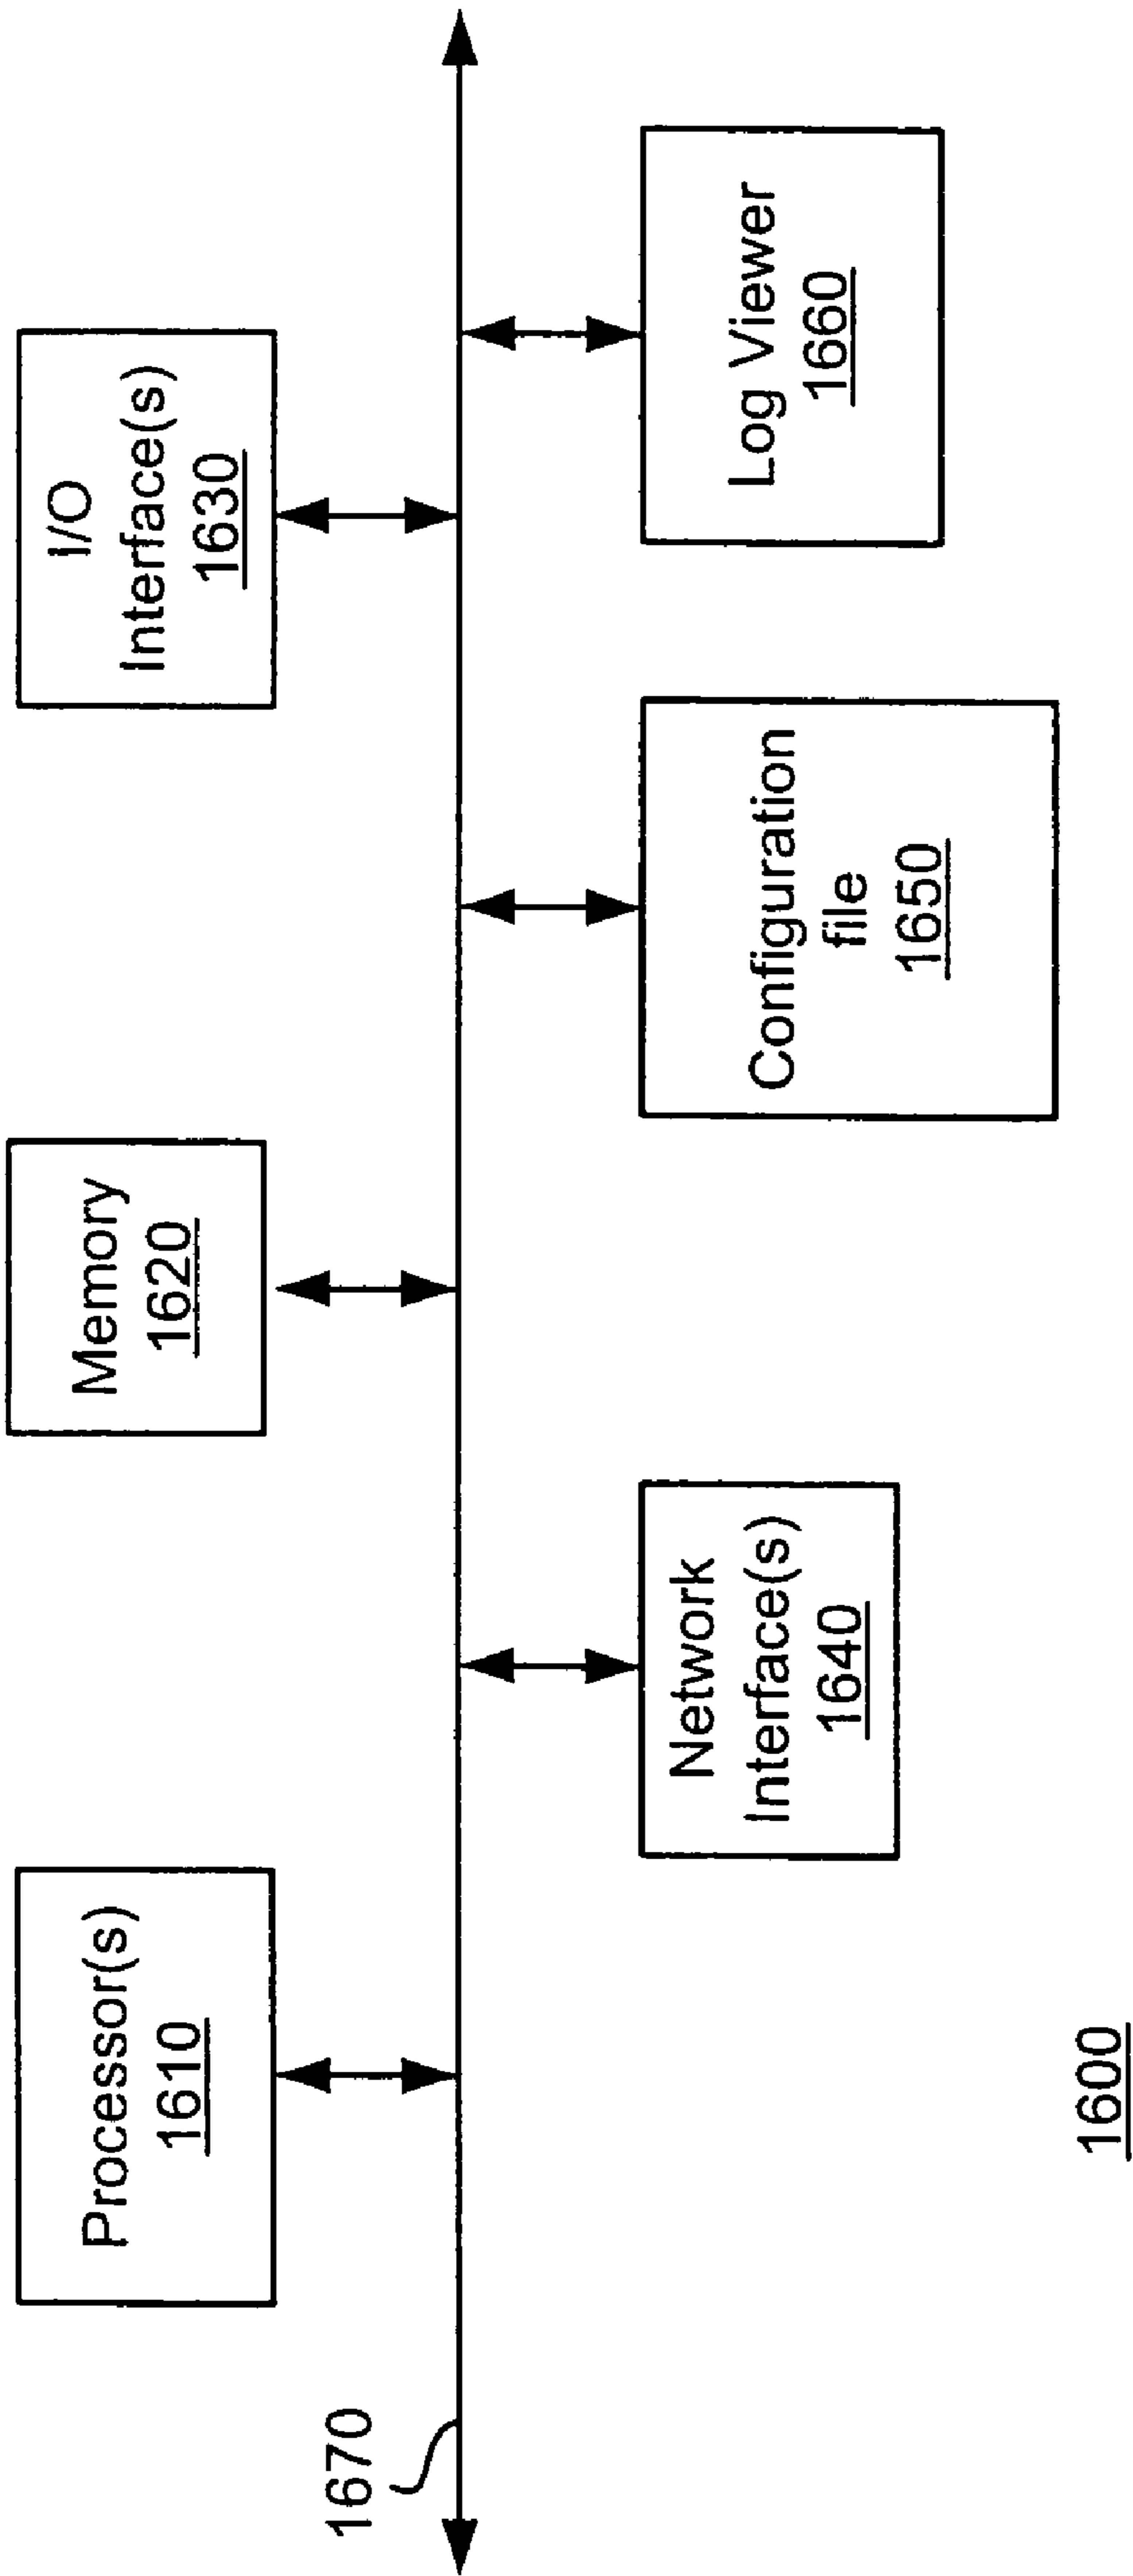 Processor(s)
1610
Memory
1620
I/O
Interface(s)
1630
1670
Network
Interface(s)
1640
Configuration
file
1650
Log Viewer
1660
1600